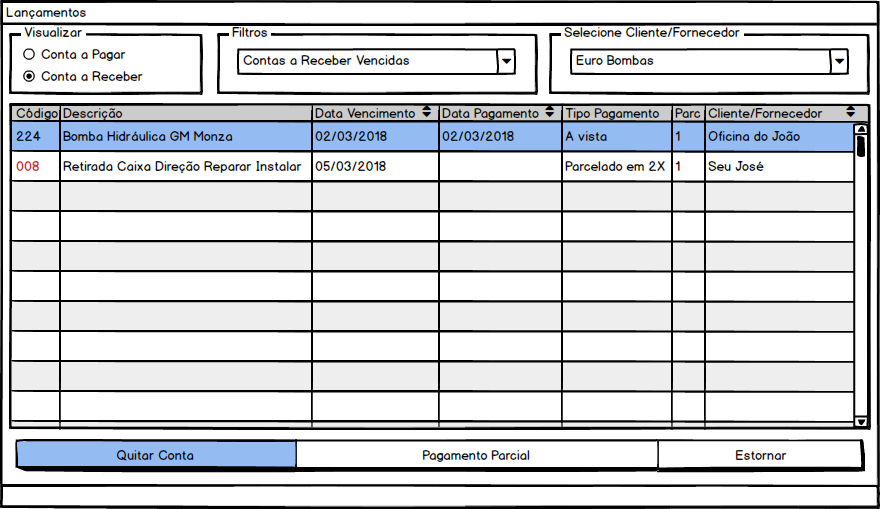 Lançamentos
Visualizar
Conta a Pagar
Conta a Receber
Filtros
Contas a Receber Vencidas
Selecione Cliente/Fornecedor
Euro Bombas
Código Descrição Data Vencimento Data Pagamento Tipo Pagamento Parc Cliente/Fornecedor
224 Bomba Hidráulica GM Monza 02/03/2018 02/03/2018 A vista 1 Oficina do João
008 Retirada Caixa Direção Reparar Instalar 05/03/2018 Parcelado em 2X 1 Seu José
Quitar Conta Pagamento Parcial Estornar